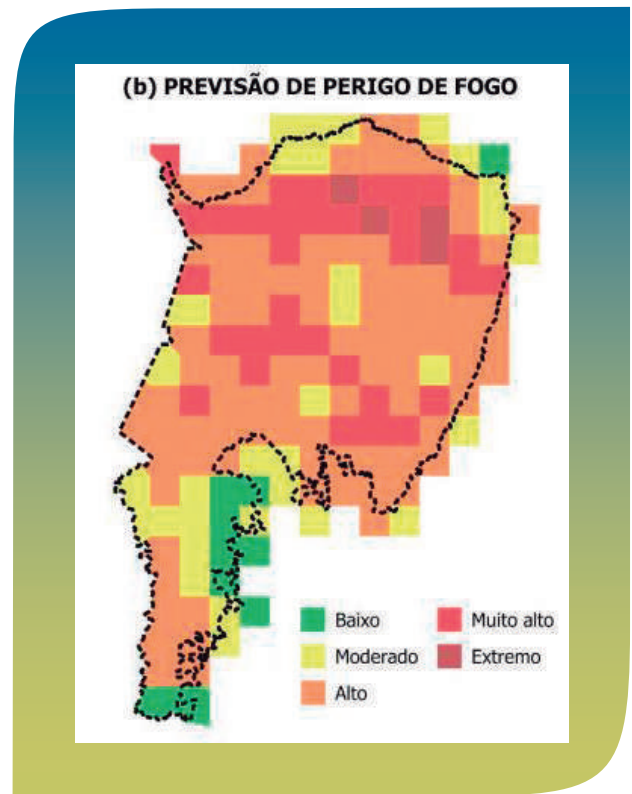 (b) PREVISÃO DE PERIGO DE FOGO
Baixo
Moderado
Alto
Muito alto
Extremo